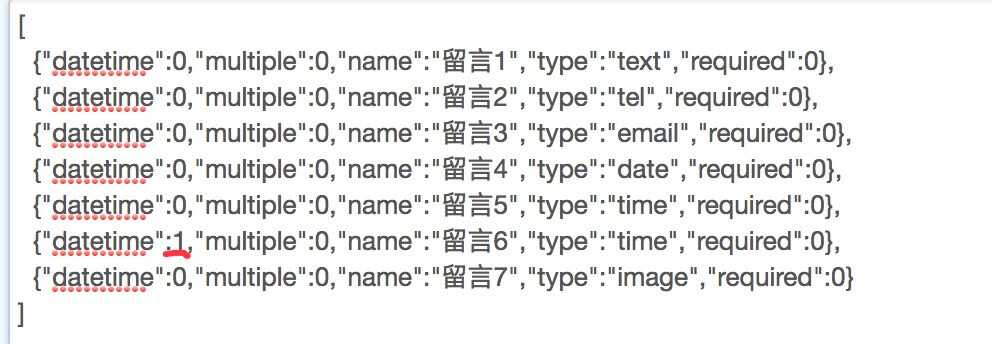 [
{"datetime":0,"multiple":0,"name":"留言1","type":"text","required":0},
{"datetime":0,"multiple":0,"name":"留言2","type":"tel","required":0},
{"datetime":0,"multiple":0,"name":"留言3","type":"email","required":0},
{"datetime":0,"multiple":0,"name":"留言4","type":"date","required":0},
{"datetime":0,"multiple":0,"name":"留言5","type":"time","required":0},
{"datetime":1,"multiple":0,"name":"留言6","type":"time","required":0},
{"datetime":0,"multiple":0,"name":"留言7","type":"image","required":0}
]